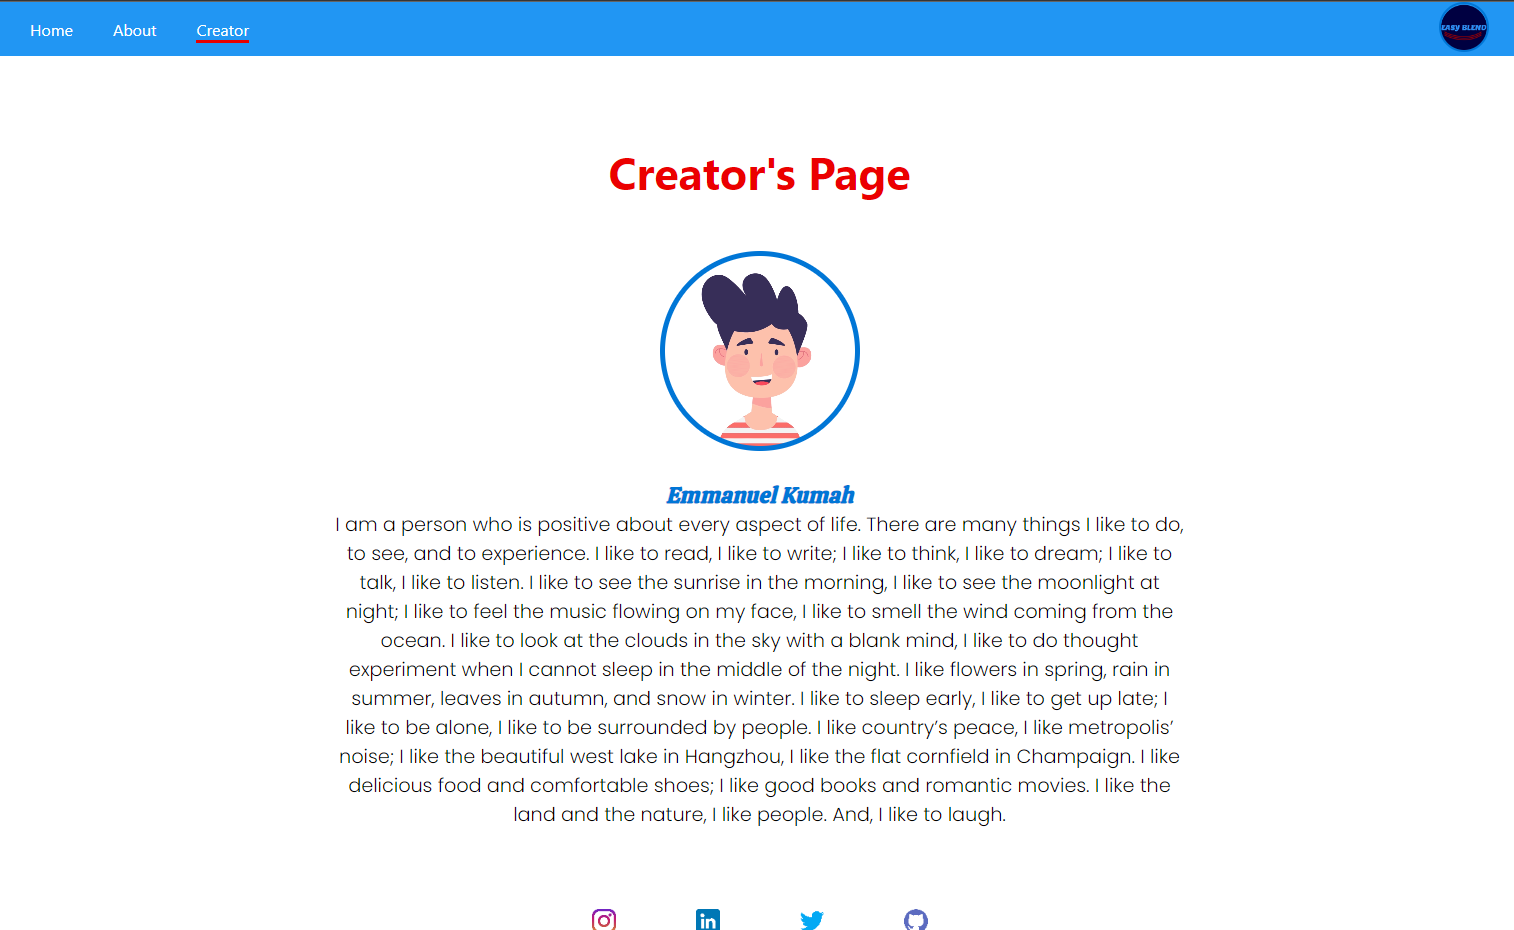 Home About Creator
EASY BLEND
Creator's Page
Emmanuel Kumah
I am a person who is positive about every aspect of life. There are many things I like to do,
to see, and to experience. I like to read, I like to write; I like to think, I like to dream; I like to
talk, I like to listen. I like to see the sunrise in the morning, I like to see the moonlight at
night; I like to feel the music flowing on my face, I like to smell the wind coming from the
ocean. I like to look at the clouds in the sky with a blank mind, I like to do thought
experiment when I cannot sleep in the middle of the night. I like flowers in spring, rain in
summer, leaves in autumn, and snow in winter. I like to sleep early, I like to get up late; I
like to be alone, I like to be surrounded by people. I like country’s peace, I like metropolis’
noise; I like the beautiful west lake in Hangzhou, I like the flat cornfield in Champaign. I like
delicious food and comfortable shoes; I like good books and romantic movies. I like the
land and the nature, I like people. And, I like to laugh.
in